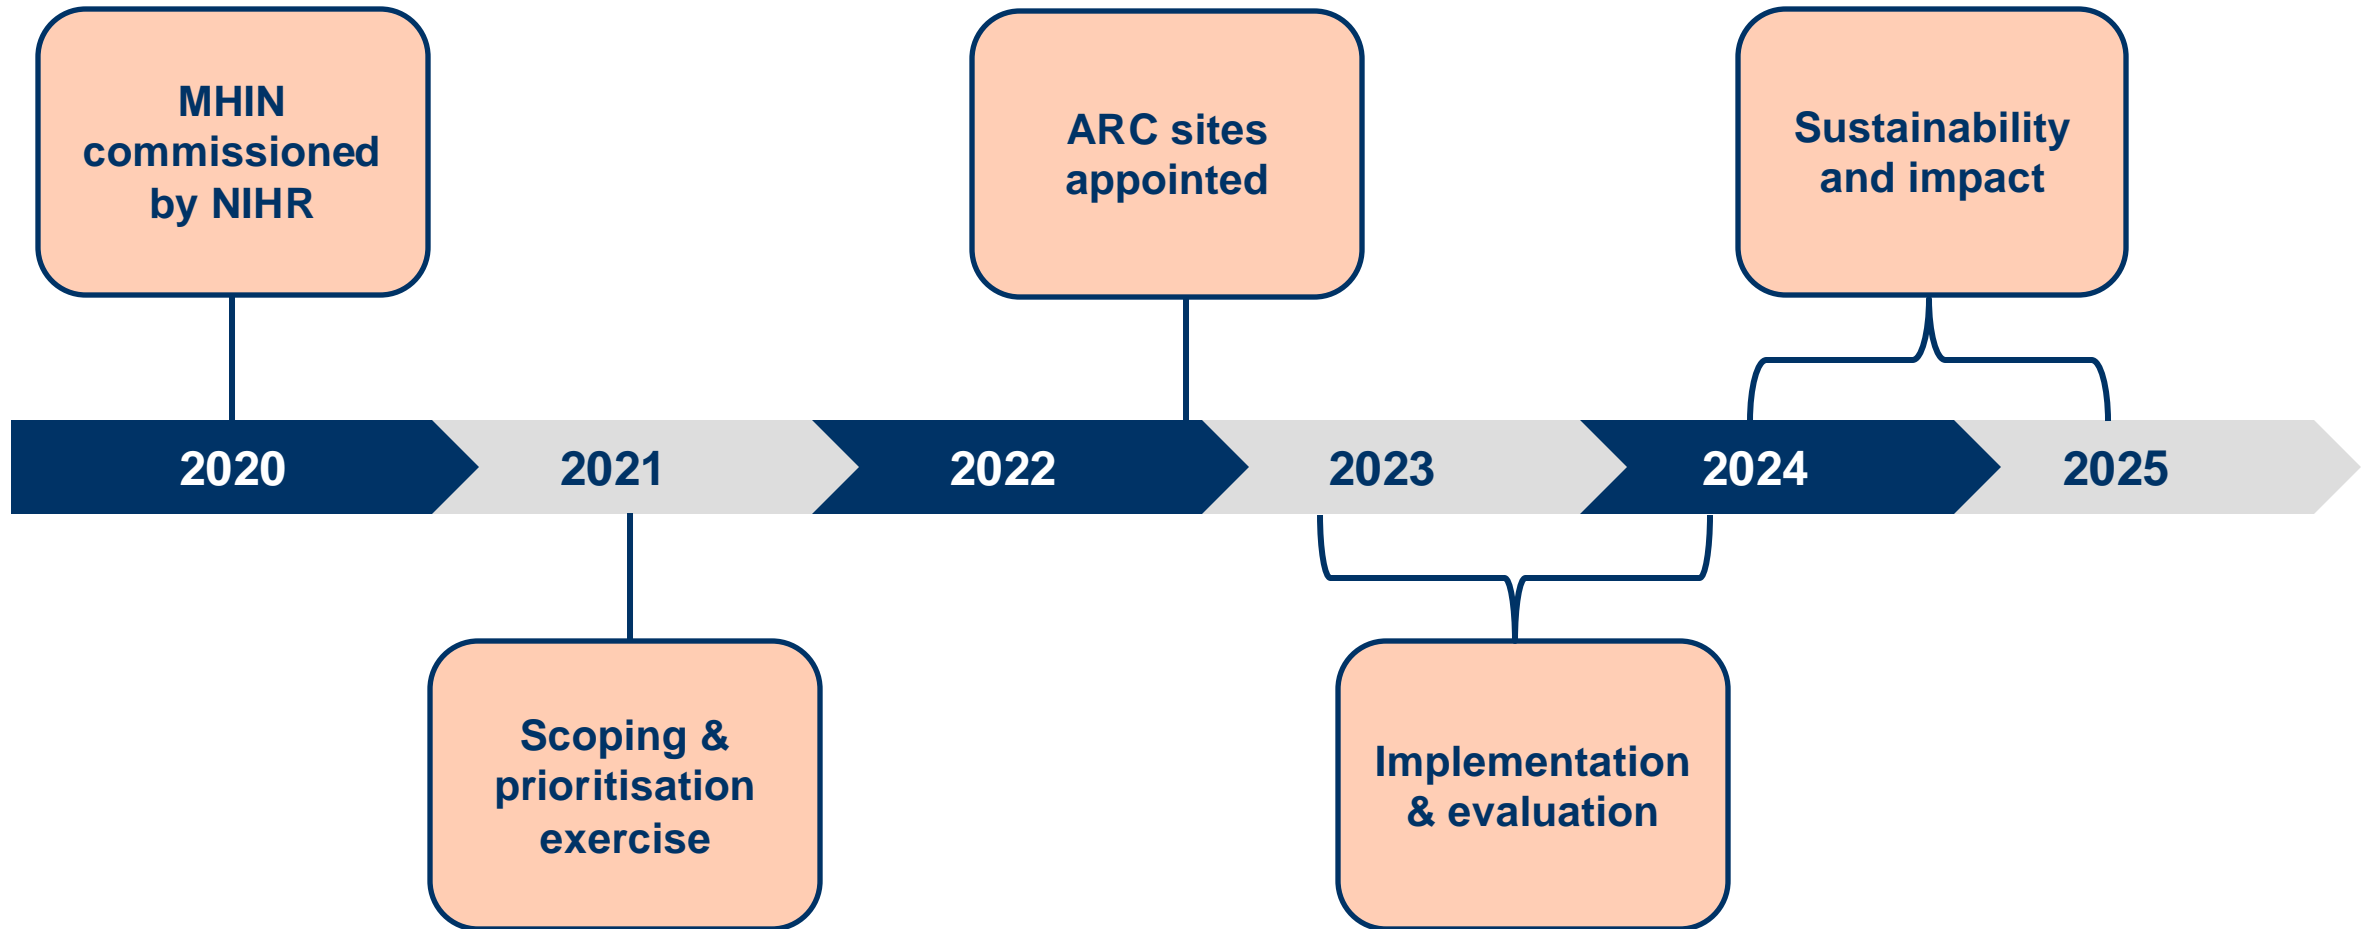 MHIN
commissioned
by NIHR
ARC sites
appointed
Sustainability
and impact
2020
2021
2022
2023
2024
2025
Scoping &
prioritisation
exercise
Implementation
& evaluation